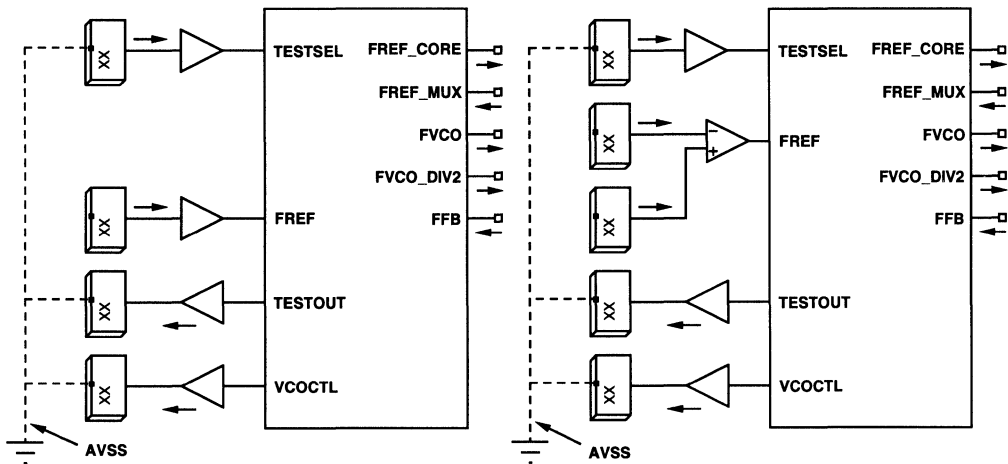 XX
TESTSEL
FREF_CORE
FREF_MUX
FVCO
FVCO_DIV2
XX
FREF
FFB
XX
TESTOUT
XX
VCOCTL
AVSS
XX
TESTSEL
FREF_CORE
FREF_MUX
XX
FREF
FVCO
FVCO_DIV2
XX
FFB
XX
TESTOUT
XX
VCOCTL
AVSS